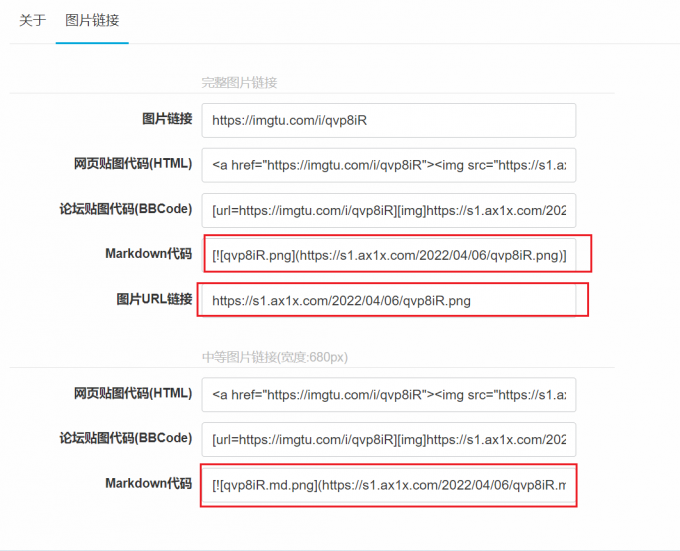 关于 图片链接
完整图片链接
图片链接 https://imgtu.com/i/qvp8iR
网页贴图代码(HTML) <a href="https://imgtu.com/i/qvp8iR"><img src="https://s1.ax
论坛贴图代码(BBCode) [url=https://imgtu.com/i/qvp8iR][img]https://s1.ax1x.com/202
Markdown代码 [![qvp8iR.png](https://s1.ax1x.com/2022/04/06/qvp8iR.png)]
图片URL链接 https://s1.ax1x.com/2022/04/06/qvp8iR.png
中等图片链接(宽度:680px)
网页贴图代码(HTML) <a href="https://imgtu.com/i/qvp8iR"><img src="https://s1.ax
论坛贴图代码(BBCode) [url=https://imgtu.com/i/qvp8iR][img]https://s1.ax1x.com/202
Markdown代码 [![qvp8iR.md.png](https://s1.ax1x.com/2022/04/06/qvp8iR.m